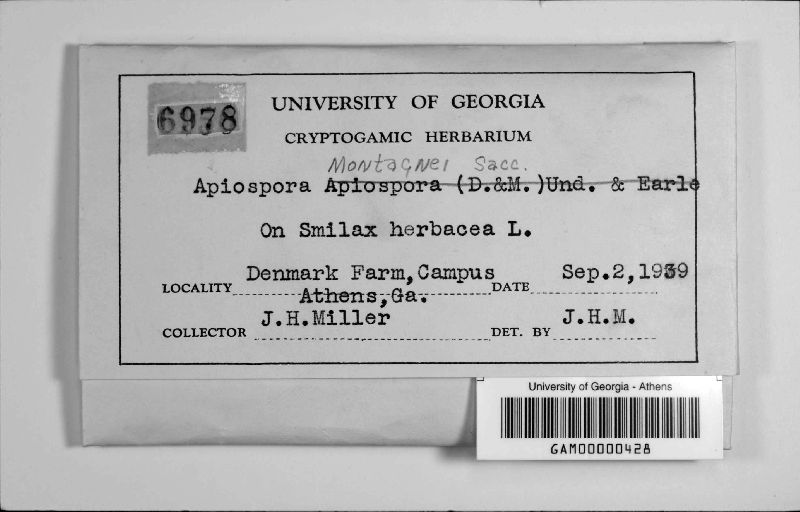 6978
UNIVERSITY OF GEORGIA
CRYPTOGAMIC HERBARIUM
Montagnei Sacc.
Apiospora Apiospora (D.&M.)Und. & Earle
On Smilax herbacea L.
LOCALITY Denmark Farm,Campus DATE Sep.2,1939
Athens,Ga.
COLLECTOR J.H.Miller DET. BY J.H.M.
University of Georgia - Athens
GAM00000428